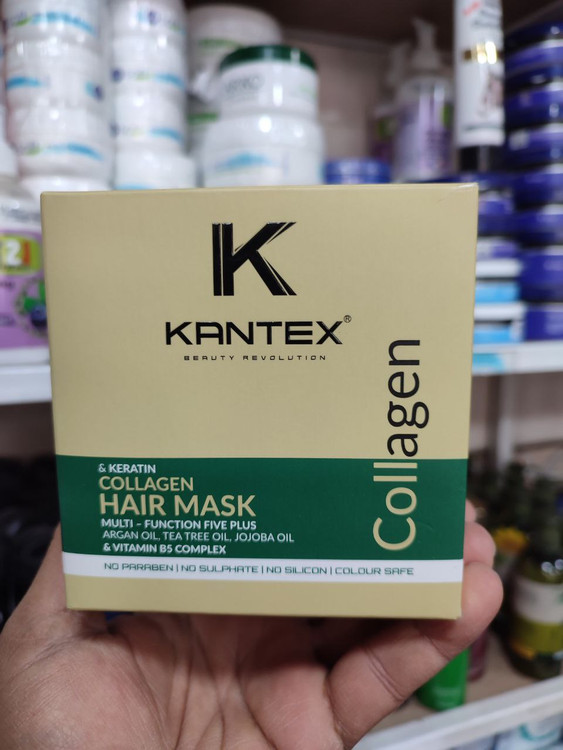 K
KANTEX®
BEAUTY REVOLUTION
Collagen
& KERATIN
COLLAGEN
HAIR MASK
MULTI - FUNCTION FIVE PLUS
ARGAN OIL, TEA TREE OIL, JOJOBA OIL
& VITAMIN B5 COMPLEX
NO PARABEN | NO SULPHATE | NO SILICON | COLOUR SAFE